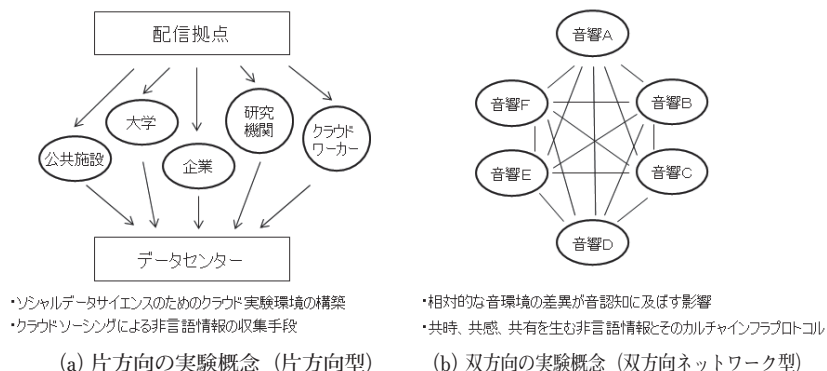 配信拠点
公共施設
大学
企業
研究
機関
クラウド
ワーカー
データセンター
・ソシャルデータサイエンスのためのクラウド実験環境の構築
・クラウドソーシングによる非言語情報の収集手段
(a) 片方向の実験概念（片方向型）
音響A
音響F
音響B
音響E
音響C
音響D
・相対的な音環境の差異が音認知に及ぼす影響
・共時、共感、共有を生む非言語情報とそのカルチャインフラプロトコル
(b) 双方向の実験概念（双方向ネットワーク型）